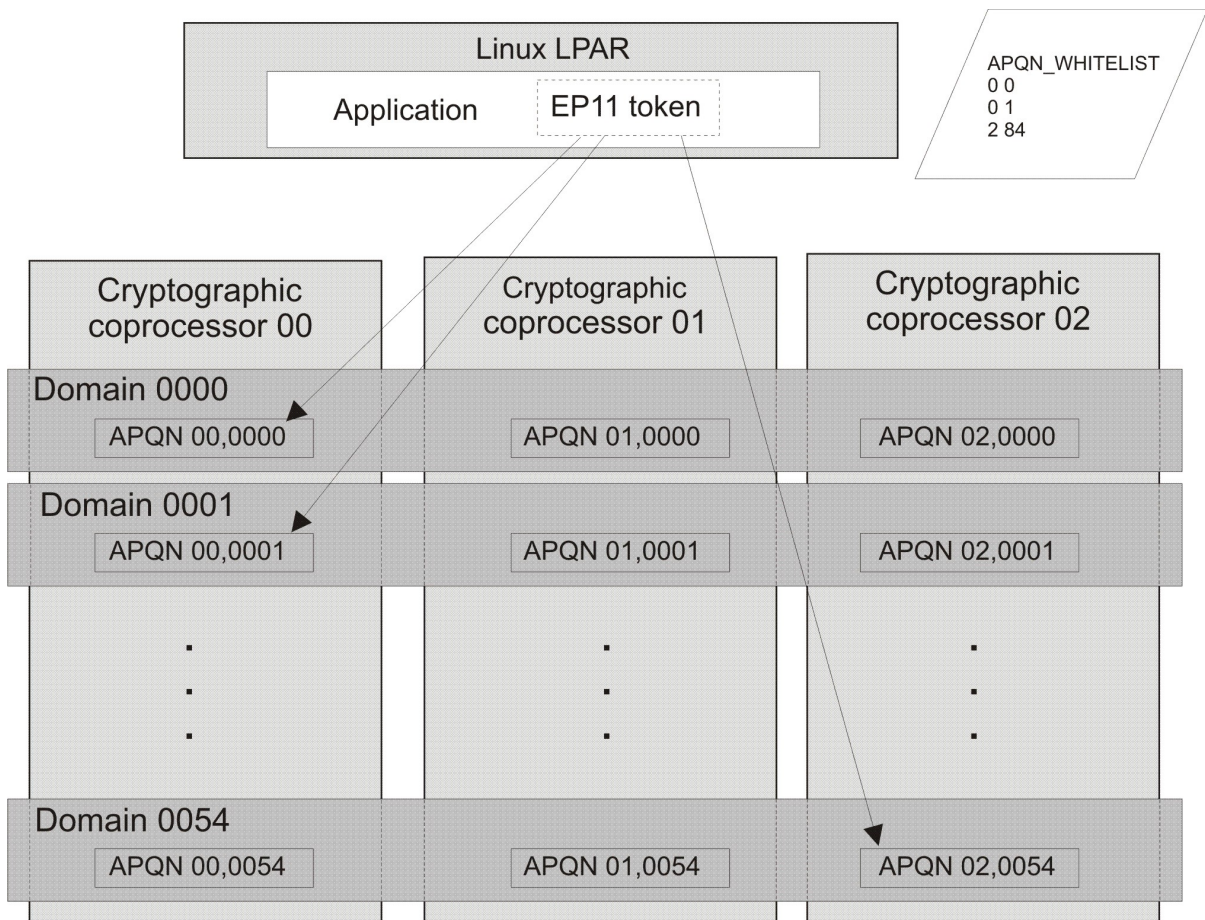 Linux LPAR
Application
EP11 token
APQN_WHITELIST
0 0
0 1
2 84
Cryptographic
coprocessor 00
Cryptographic
coprocessor 01
Cryptographic
coprocessor 02
Domain 0000
APQN 00,0000
APQN 01,0000
APQN 02,0000
Domain 0001
APQN 00,0001
APQN 01,0001
APQN 02,0001
Domain 0054
APQN 00,0054
APQN 01,0054
APQN 02,0054